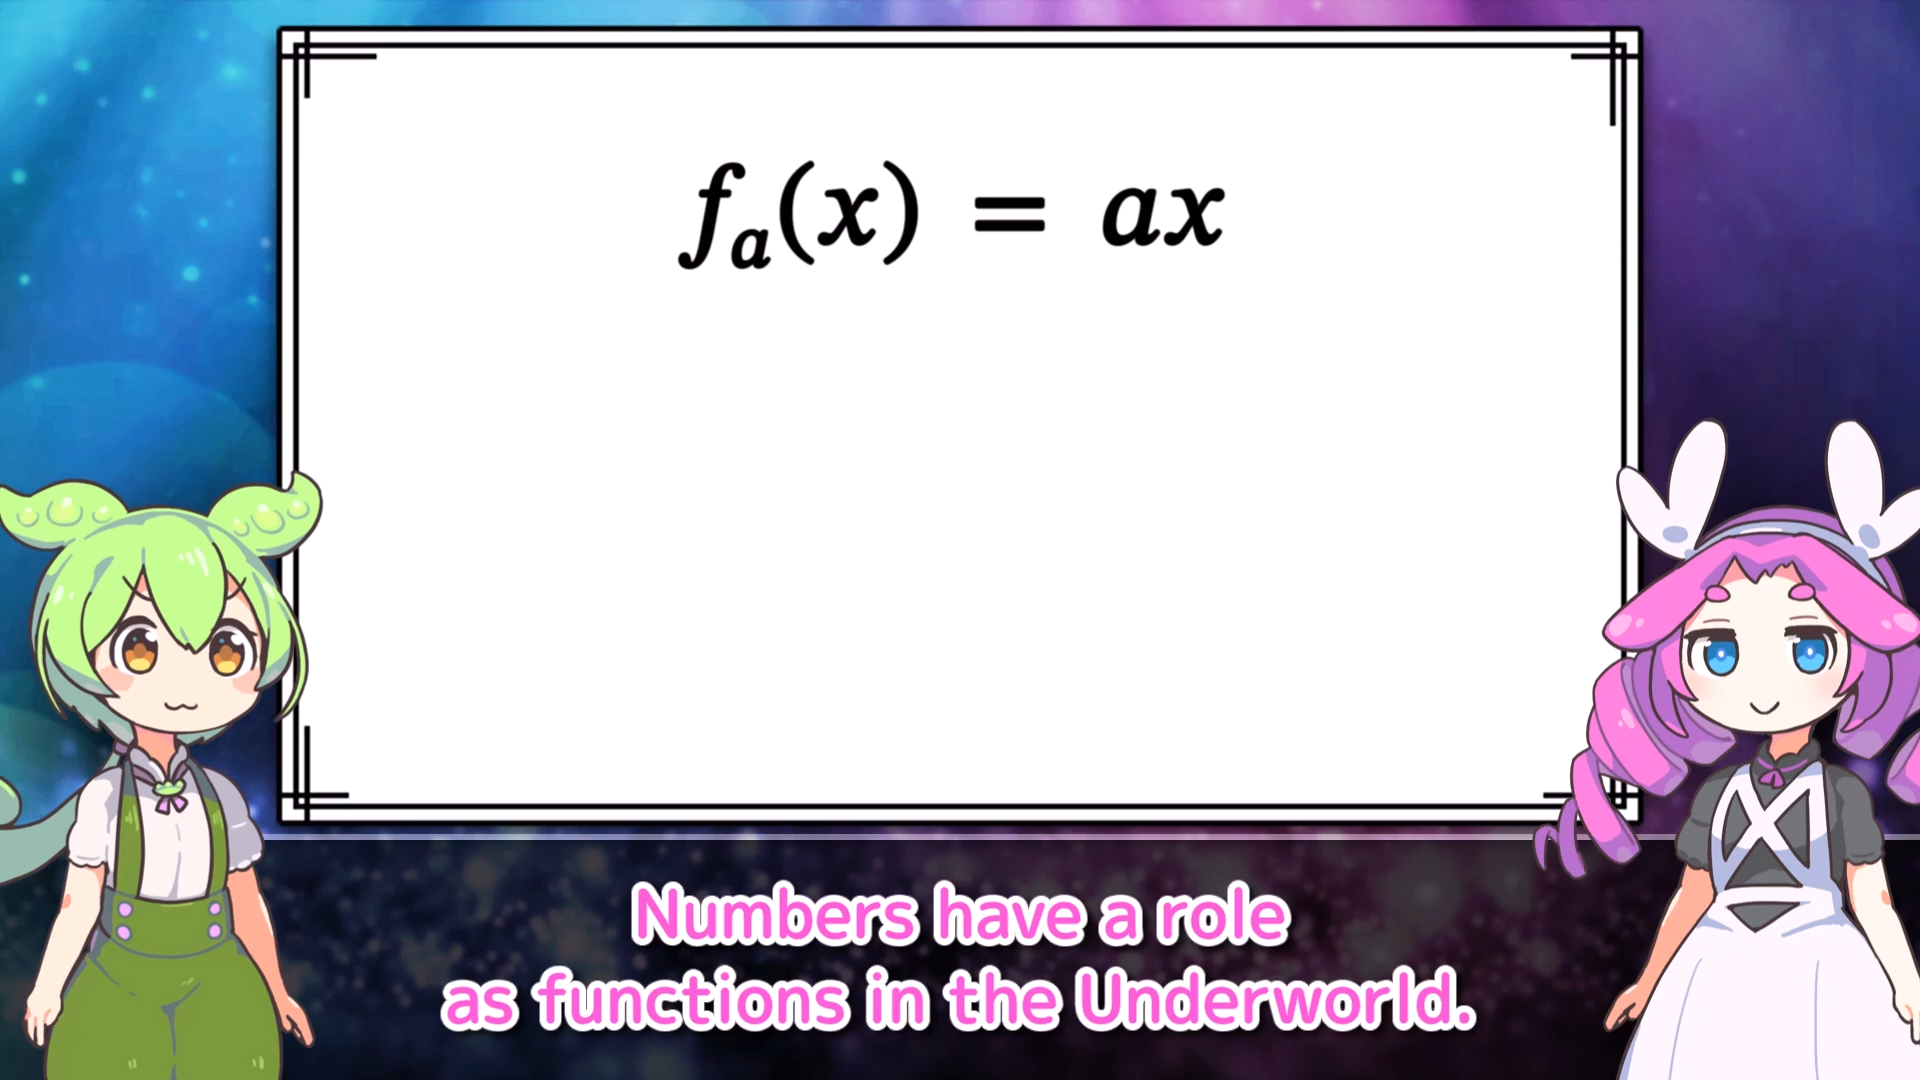 fₐ(x) = ax
Numbers have a role
as functions in the Underworld.